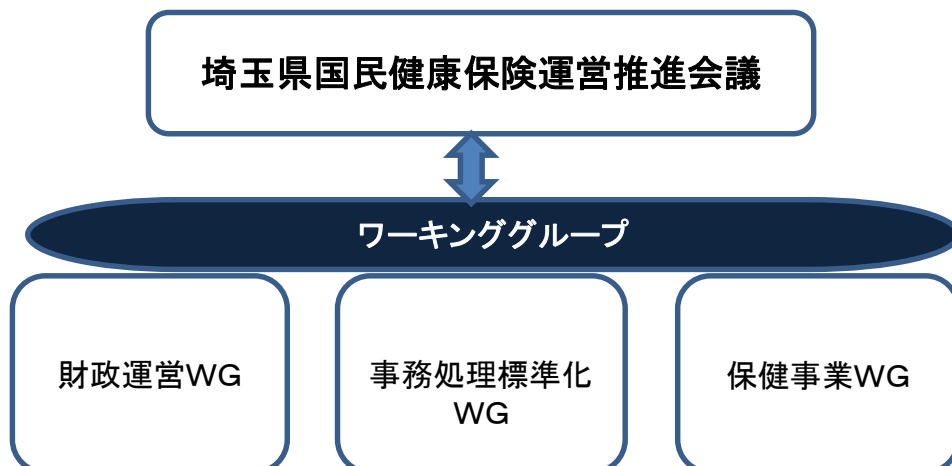 埼玉県国民健康保険運営推進会議
ワーキンググループ
財政運営WG
事務処理標準化
WG
保健事業WG